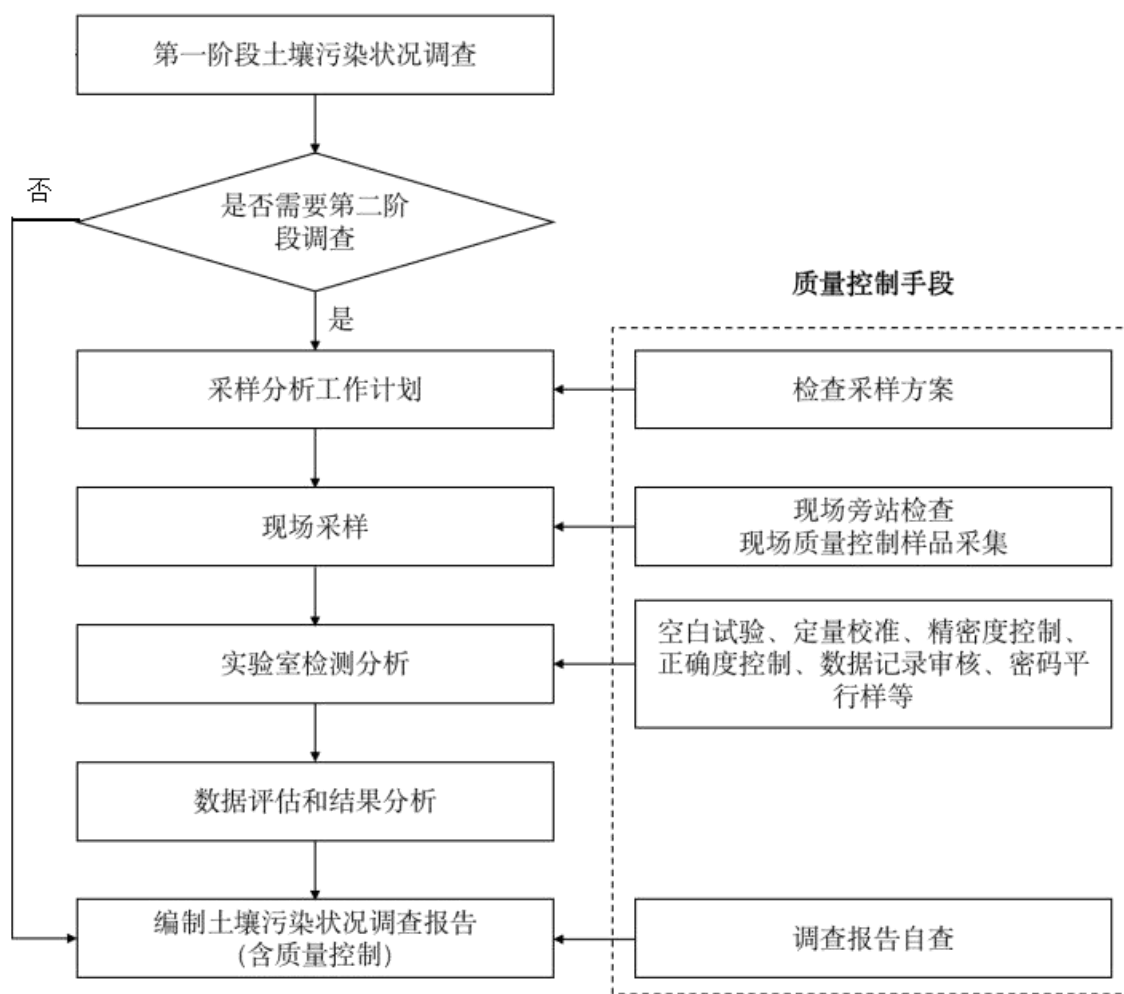 第一阶段土壤污染状况调查
否
是否需要第二阶
段调查
是
质量控制手段
采样分析工作计划
检查采样方案
现场采样
现场旁站检查
现场质量控制样品采集
实验室检测分析
空白试验、定量校准、精密度控制、
正确度控制、数据记录审核、密码平
行样等
数据评估和结果分析
编制土壤污染状况调查报告
(含质量控制)
调查报告自查